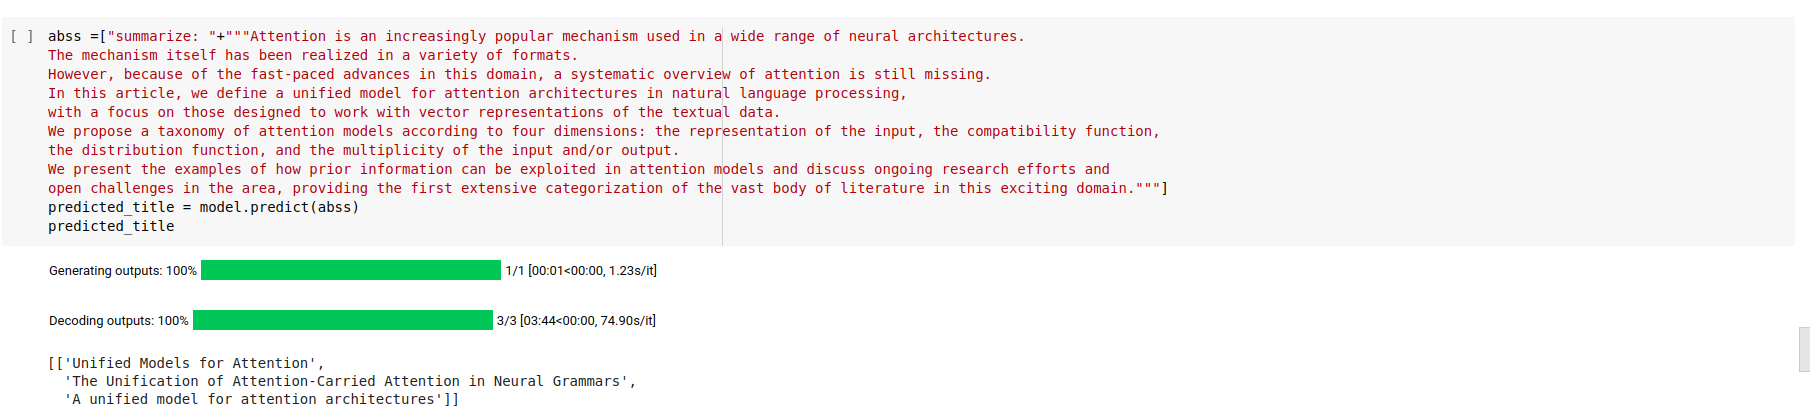 [ ] abss =["summarize: "+"""Attention is an increasingly popular mechanism used in a wide range of neural architectures.
The mechanism itself has been realized in a variety of formats.
However, because of the fast-paced advances in this domain, a systematic overview of attention is still missing.
In this article, we define a unified model for attention architectures in natural language processing,
with a focus on those designed to work with vector representations of the textual data.
We propose a taxonomy of attention models according to four dimensions: the representation of the input, the compatibility function,
the distribution function, and the multiplicity of the input and/or output.
We present the examples of how prior information can be exploited in attention models and discuss ongoing research efforts and
open challenges in the area, providing the first extensive categorization of the vast body of literature in this exciting domain."""]
predicted_title = model.predict(abss)
predicted_title
Generating outputs: 100% 1/1 [00:01<00:00, 1.23s/it]
Decoding outputs: 100% 3/3 [03:44<00:00, 74.90s/it]
[['Unified Models for Attention',
'The Unification of Attention-Carried Attention in Neural Grammars',
'A unified model for attention architectures']]